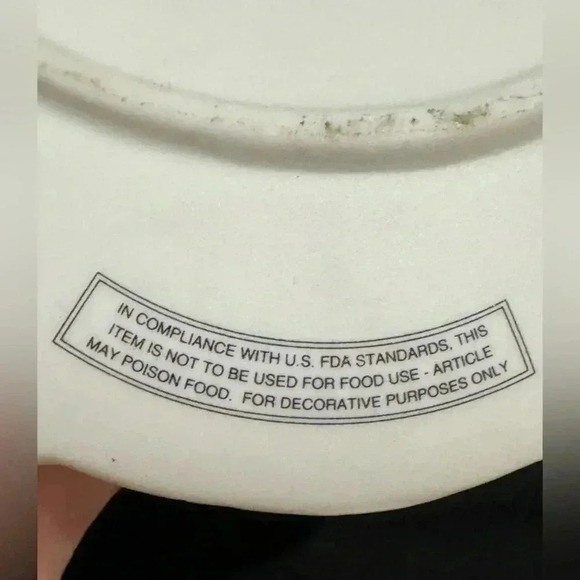 IN COMPLIANCE WITH U.S. FDA STANDARDS, THIS
ITEM IS NOT TO BE USED FOR FOOD USE - ARTICLE
MAY POISON FOOD. FOR DECORATIVE PURPOSES ONLY